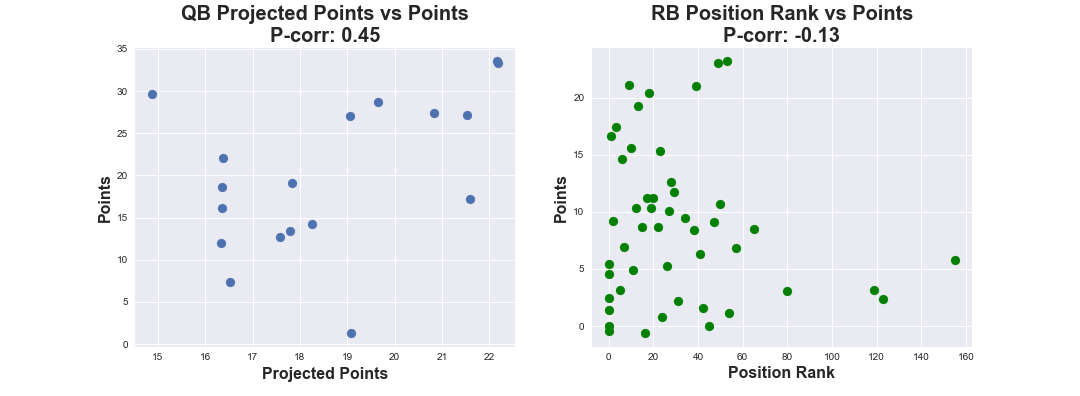 QB Projected Points vs Points
P-corr: 0.45
35
30
25
20
15
10
5
0
Points
15 16 17 18 19 20 21 22
Projected Points
RB Position Rank vs Points
P-corr: -0.13
20
15
10
5
0
Points
0 20 40 60 80 100 120 140 160
Position Rank